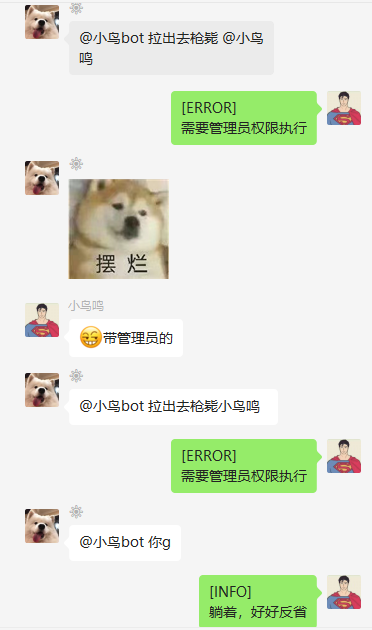 @小鸟bot 拉出去枪毙 @小鸟
鸣
[ERROR]
需要管理员权限执行
摆 烂
小鸟鸣
😁带管理员的
@小鸟bot 拉出去枪毙小鸟鸣
[ERROR]
需要管理员权限执行
@小鸟bot 你g
[INFO]
躺着，好好反省